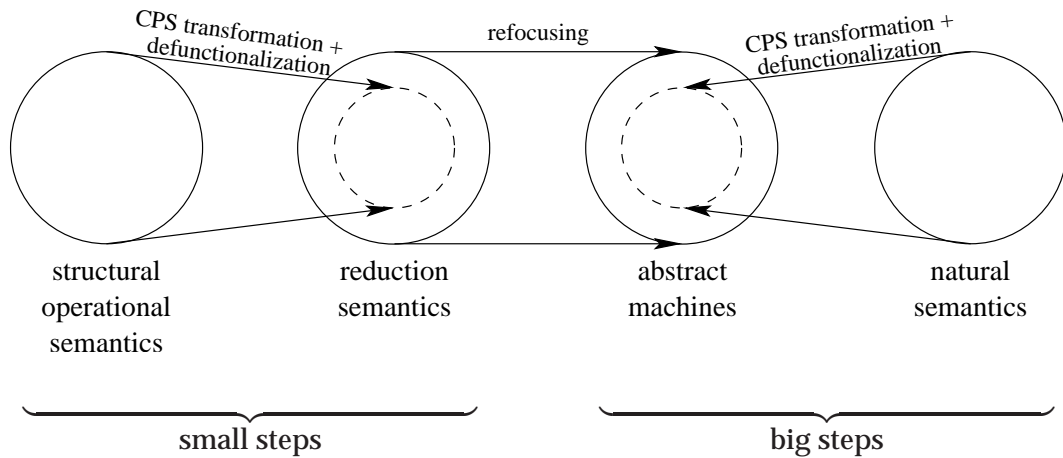 CPS transformation +
defunctionalization
refocusing
CPS transformation +
defunctionalization
structural
operational
semantics
reduction
semantics
abstract
machines
natural
semantics
small steps
big steps